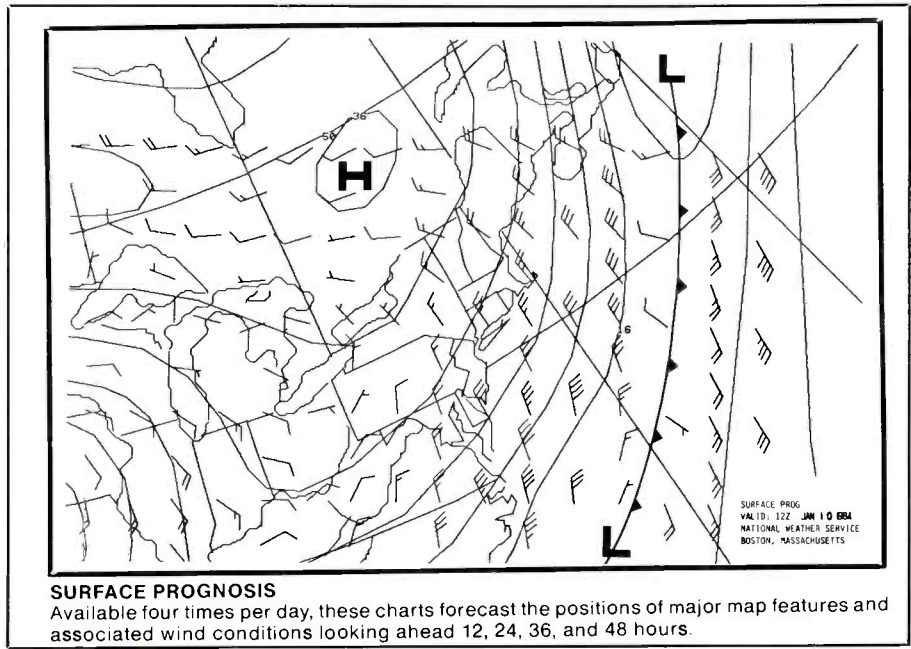 L
36
50
H
16
SURFACE PROG
VALID: 12Z JAN 10 1984
NATIONAL WEATHER SERVICE
BOSTON, MASSACHUSETTS
L
SURFACE PROGNOSIS
Available four times per day, these charts forecast the positions of major map features and
associated wind conditions looking ahead 12, 24, 36, and 48 hours.